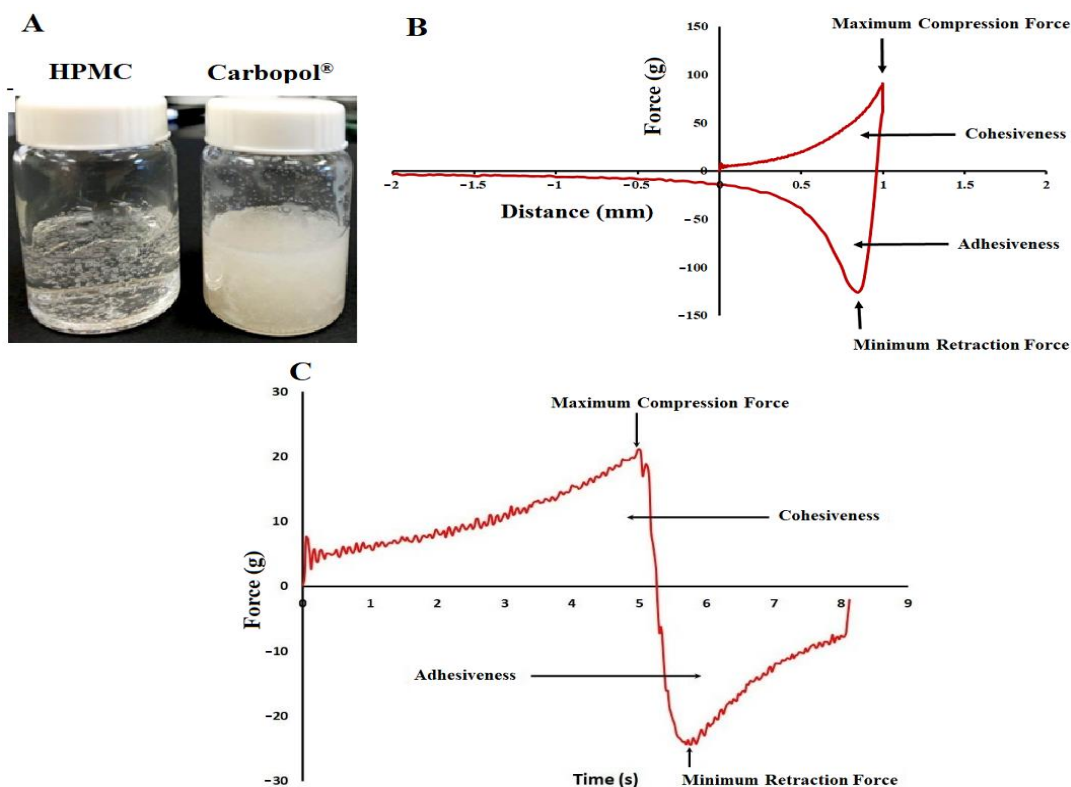 A
HPMC Carbopol®
B
Maximum Compression Force
Force (g)
150
100
50
0
−50
−100
−150
−2 −1.5 −1 −0.5 0 0.5 1 1.5 2
Distance (mm)
Cohesiveness
Adhesiveness
Minimum Retraction Force
C
Maximum Compression Force
Force (g)
30
20
10
0
−10
−20
−30
0 1 2 3 4 5 6 7 8 9
Cohesiveness
Adhesiveness
Time (s)
Minimum Retraction Force